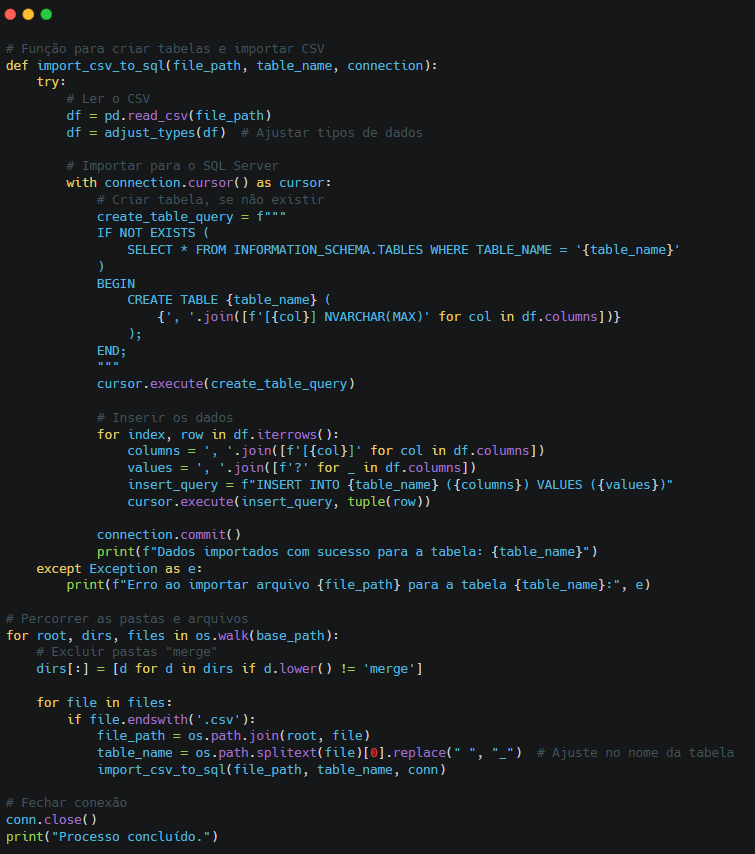 # Função para criar tabelas e importar CSV
def import_csv_to_sql(file_path, table_name, connection):
    try:
        # Ler o CSV
        df = pd.read_csv(file_path)
        df = adjust_types(df)  # Ajustar tipos de dados

        # Importar para o SQL Server
        with connection.cursor() as cursor:
            # Criar tabela, se não existir
            create_table_query = f"""
            IF NOT EXISTS (
                SELECT * FROM INFORMATION_SCHEMA.TABLES WHERE TABLE_NAME = '{table_name}'
            )
            BEGIN
                CREATE TABLE {table_name} (
                    {', '.join([f'[{col}] NVARCHAR(MAX)' for col in df.columns])}
                );
            END;
            """
            cursor.execute(create_table_query)

            # Inserir os dados
            for index, row in df.iterrows():
                columns = ', '.join([f'[{col}]' for col in df.columns])
                values = ', '.join([f'?' for _ in df.columns])
                insert_query = f"INSERT INTO {table_name} ({columns}) VALUES ({values})"
                cursor.execute(insert_query, tuple(row))

            connection.commit()
            print(f"Dados importados com sucesso para a tabela: {table_name}")
    except Exception as e:
        print(f"Erro ao importar arquivo {file_path} para a tabela {table_name}:", e)

# Percorrer as pastas e arquivos
for root, dirs, files in os.walk(base_path):
    # Excluir pastas "merge"
    dirs[:] = [d for d in dirs if d.lower() != 'merge']

    for file in files:
        if file.endswith('.csv'):
            file_path = os.path.join(root, file)
            table_name = os.path.splitext(file)[0].replace(" ", "_")  # Ajuste no nome da tabela
            import_csv_to_sql(file_path, table_name, conn)

# Fechar conexão
conn.close()
print("Processo concluído.")